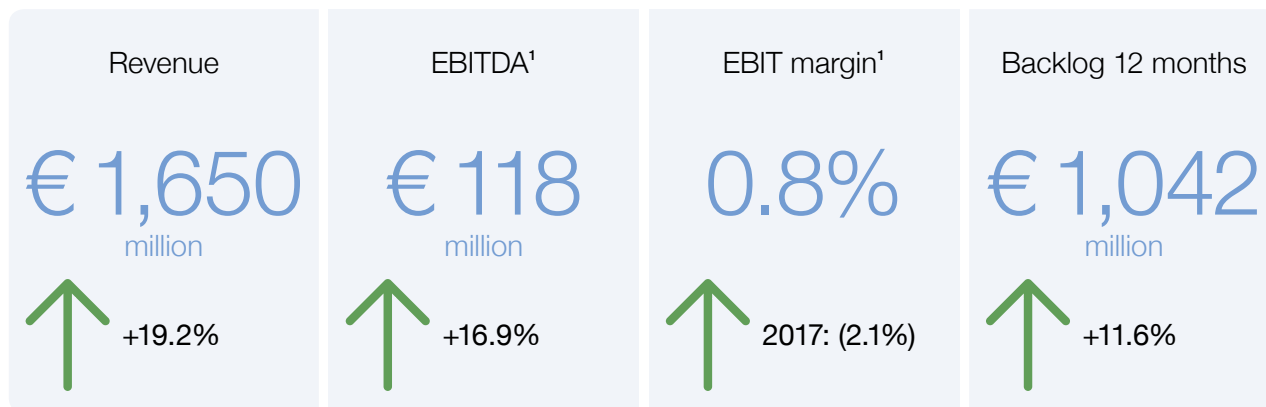 Revenue
€ 1,650
million
+19.2%
EBITDA¹
€ 118
million
+16.9%
EBIT margin¹
0.8%
2017: (2.1%)
Backlog 12 months
€ 1,042
million
+11.6%